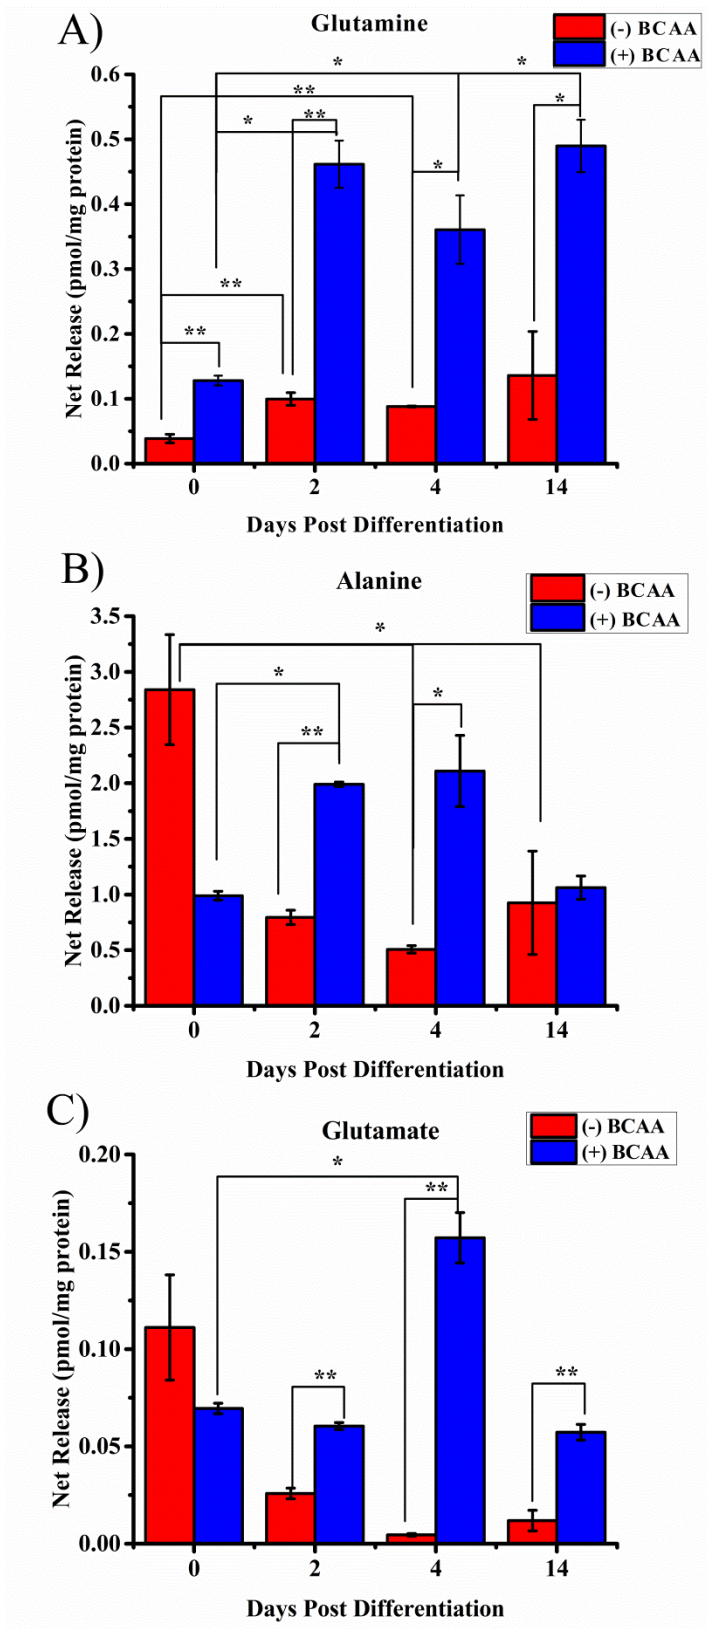 A)
Glutamine
(-) BCAA
(+) BCAA
Net Release (pmol/mg protein)
0.6
0.5
0.4
0.3
0.2
0.1
0.0
* *
**
* **
*
*
**
**
0 2 4 14
Days Post Differentiation
B)
Alanine
(-) BCAA
(+) BCAA
Net Release (pmol/mg protein)
3.5
3.0
2.5
2.0
1.5
1.0
0.5
0.0
*
*
*
**
0 2 4 14
Days Post Differentiation
C)
Glutamate
(-) BCAA
(+) BCAA
Net Release (pmol/mg protein)
0.20
0.15
0.10
0.05
0.00
*
**
**
**
0 2 4 14
Days Post Differentiation